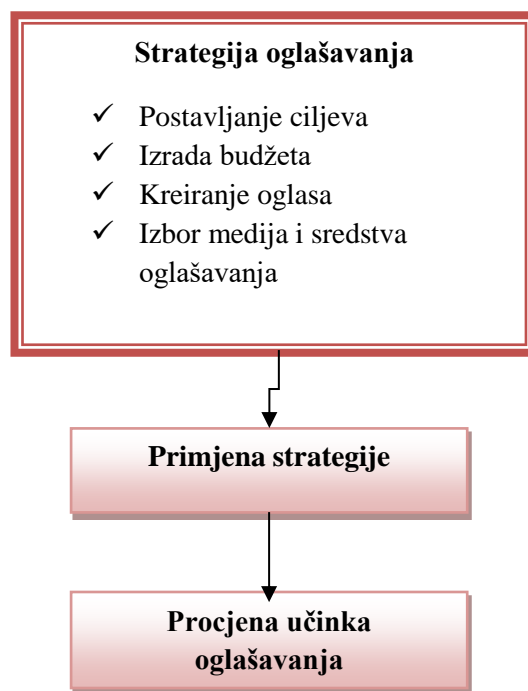 Strategija oglašavanja
✓ Postavljanje ciljeva
✓ Izrada budžeta
✓ Kreiranje oglasa
✓ Izbor medija i sredstva
oglašavanja
Primjena strategije
Procjena učinka
oglašavanja